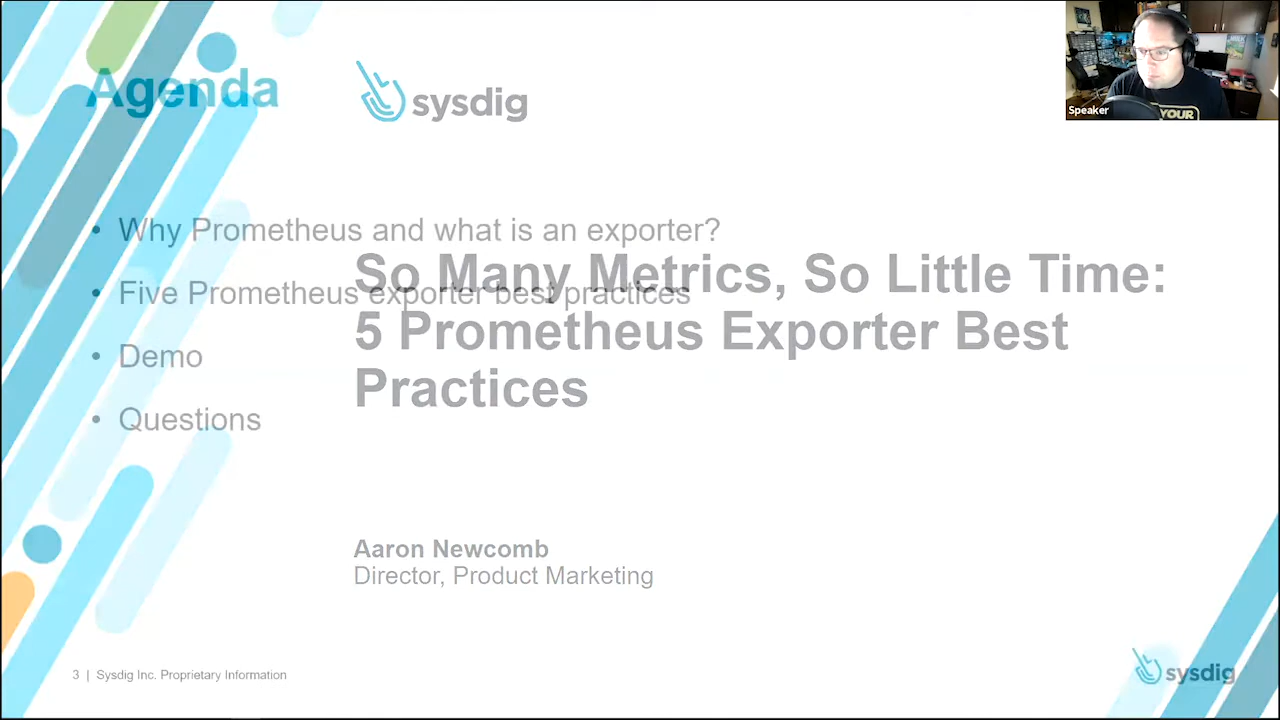 Agenda
sysdig
Why Prometheus and what is an exporter?
Five Prometheus exporter best practices
Demo
Questions
So Many Metrics, So Little Time:
5 Prometheus Exporter Best
Practices
Aaron Newcomb
Director, Product Marketing
3 | Sysdig Inc. Proprietary Information
sysdig
Speaker
YOUR